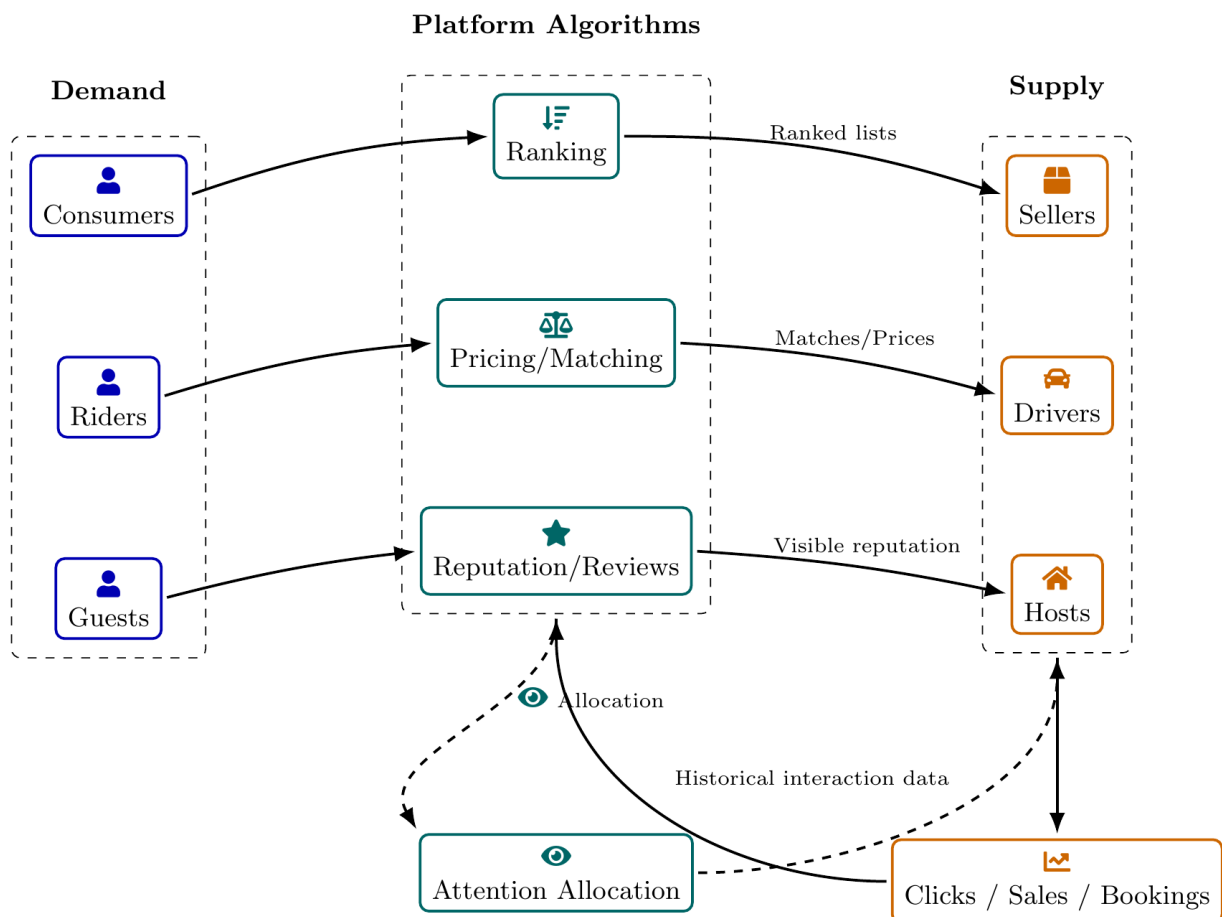 Platform Algorithms
Demand
Supply
Ranking
Ranked lists
Consumers
Sellers
Pricing/Matching
Matches/Prices
Riders
Drivers
Reputation/Reviews
Visible reputation
Guests
Hosts
Allocation
Historical interaction data
Attention Allocation
Clicks / Sales / Bookings